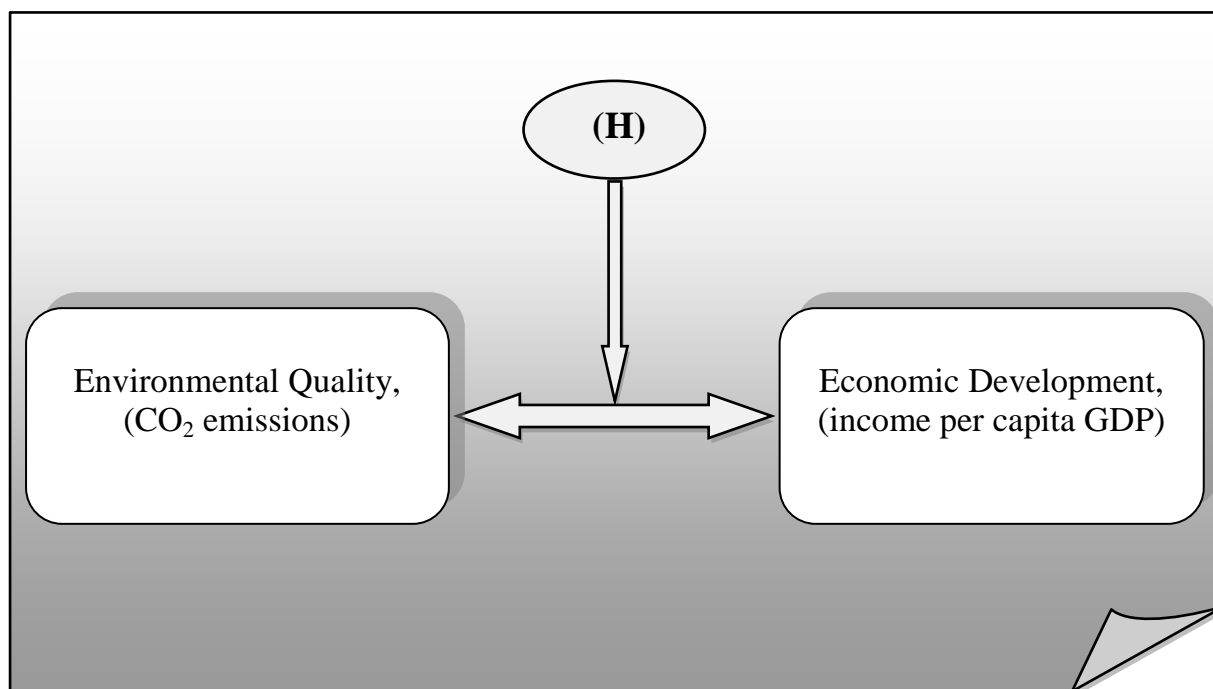 (H)
Environmental Quality,
(CO₂ emissions)
Economic Development,
(income per capita GDP)